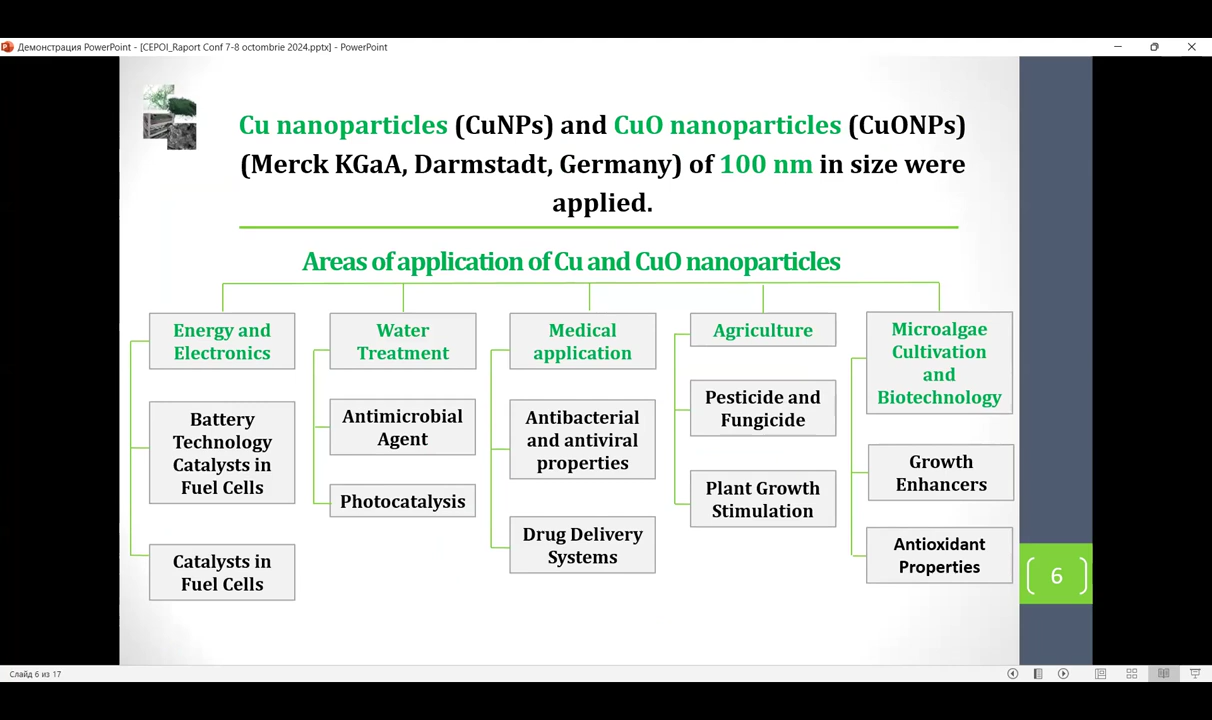 Демонстрация PowerPoint - [CEPOI_Raport Conf 7-8 octombrie 2024.pptx] - PowerPoint
Cu nanoparticles (CuNPs) and CuO nanoparticles (CuONPs)
(Merck KGaA, Darmstadt, Germany) of 100 nm in size were
applied.
Areas of application of Cu and CuO nanoparticles
Energy and
Electronics
Battery
Technology
Catalysts in
Fuel Cells
Catalysts in
Fuel Cells
Water
Treatment
Antimicrobial
Agent
Photocatalysis
Medical
application
Antibacterial
and antiviral
properties
Drug Delivery
Systems
Agriculture
Pesticide and
Fungicide
Plant Growth
Stimulation
Microalgae
Cultivation
and
Biotechnology
Growth
Enhancers
Antioxidant
Properties
6
Слайд 6 из 17